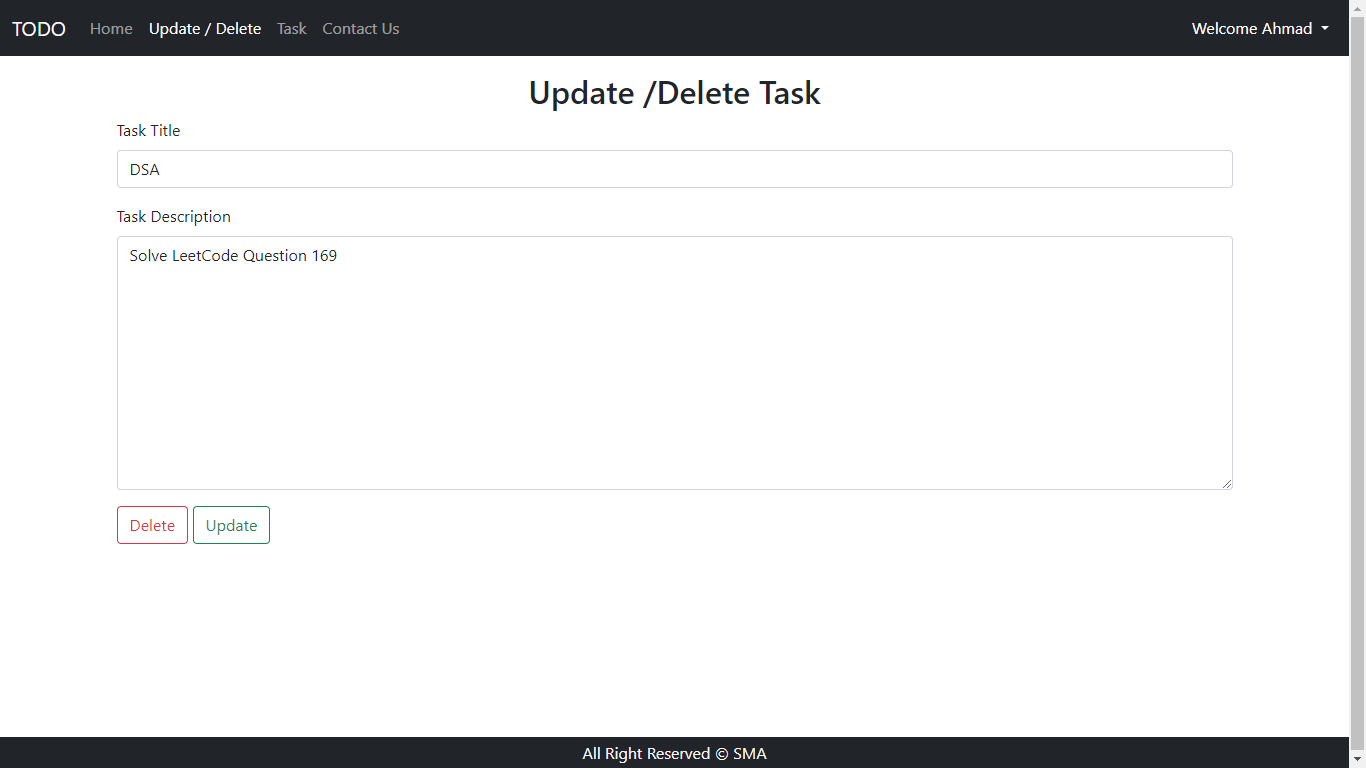 TODO Home Update / Delete Task Contact Us Welcome Ahmad
Update /Delete Task
Task Title
DSA
Task Description
Solve LeetCode Question 169
Delete Update
All Right Reserved © SMA